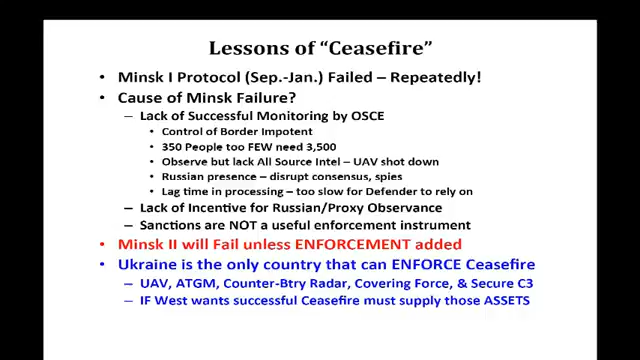 Lessons of “Ceasefire”
• Minsk I Protocol (Sep.-Jan.) Failed – Repeatedly!
• Cause of Minsk Failure?
– Lack of Successful Monitoring by OSCE
• Control of Border Impotent
• 350 People too FEW need 3,500
• Observe but lack All Source Intel – UAV shot down
• Russian presence – disrupt consensus, spies
• Lag time in processing – too slow for Defender to rely on
– Lack of Incentive for Russian/Proxy Observance
– Sanctions are NOT a useful enforcement instrument
• Minsk II will Fail unless ENFORCEMENT added
• Ukraine is the only country that can ENFORCE Ceasefire
– UAV, ATGM, Counter-Btry Radar, Covering Force, & Secure C3
– IF West wants successful Ceasefire must supply those ASSETS